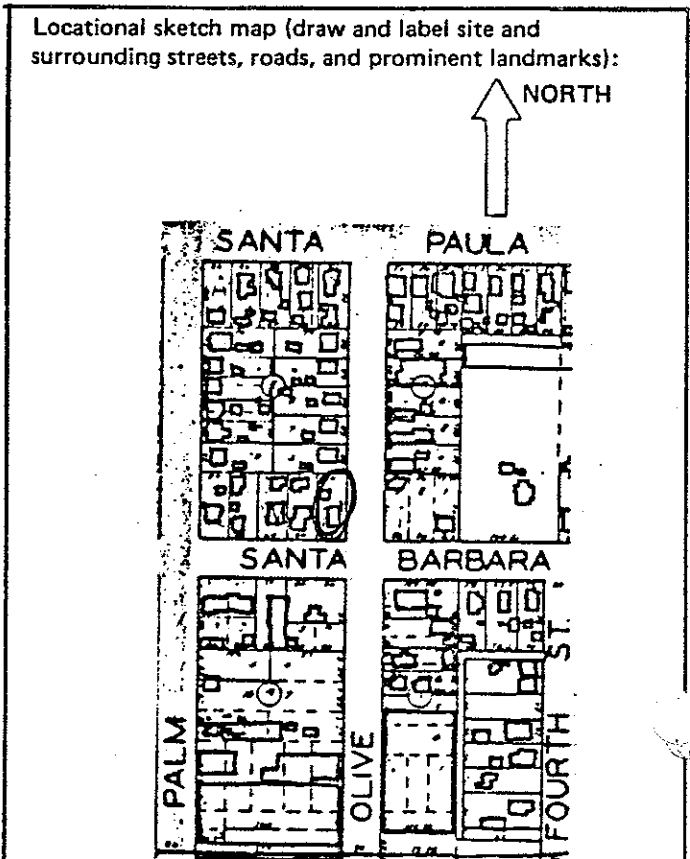 Locational sketch map (draw and label site and
surrounding streets, roads, and prominent landmarks):
NORTH
SANTA PAULA
SANTA BARBARA
PALM
OLIVE
FOURTH ST.